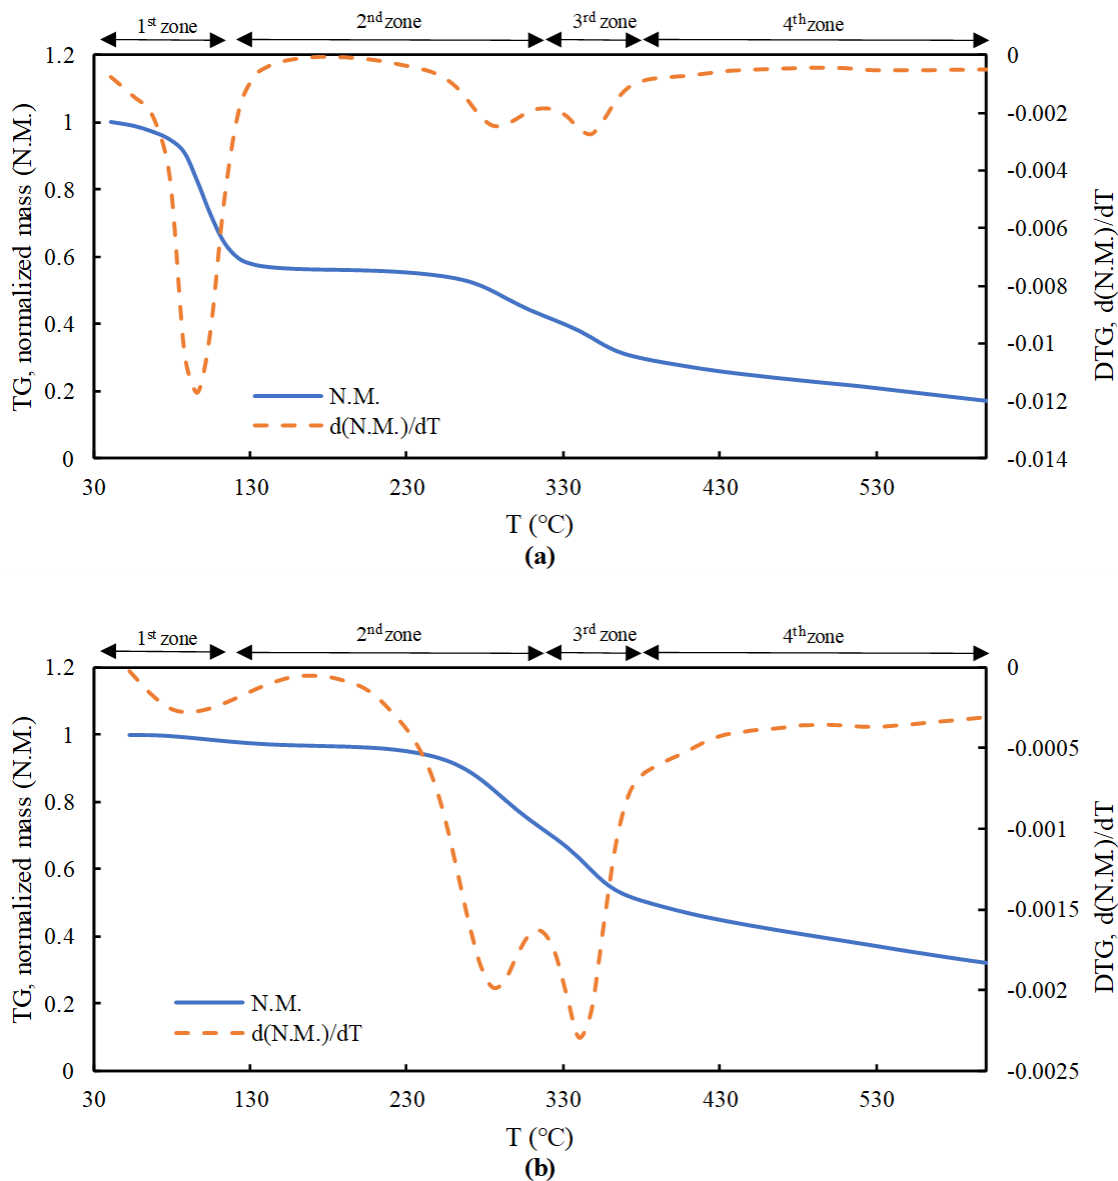 1st zone 2nd zone 3rd zone 4th zone
1.2
1
0.8
0.6
0.4
0.2
0
TG, normalized mass (N.M.)
0
-0.002
-0.004
-0.006
-0.008
-0.01
-0.012
-0.014
DTG, d(N.M.)/dT
N.M.
d(N.M.)/dT
30 130 230 330 430 530
T (°C)
(a)
1st zone 2nd zone 3rd zone 4th zone
1.2
1
0.8
0.6
0.4
0.2
0
TG, normalized mass (N.M.)
0
-0.0005
-0.001
-0.0015
-0.002
-0.0025
DTG, d(N.M.)/dT
N.M.
d(N.M.)/dT
30 130 230 330 430 530
T (°C)
(b)